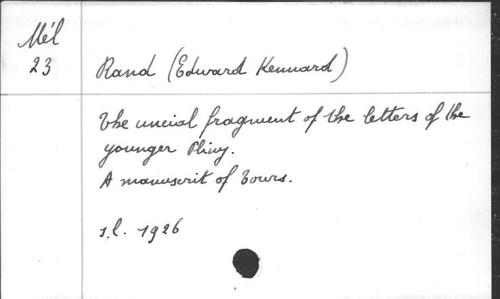 Mél
23
Rand (Edward Kennard)
The uncial fragment of the letters of the
younger Pliny.
A manuscrit of Tours.
s.l. 1926